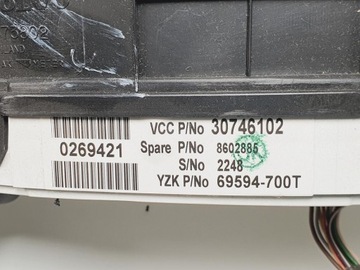 VCC P/No 30746102
0269421 Spare P/No 8602885
S/No 2248
YZK P/No 69594-700T